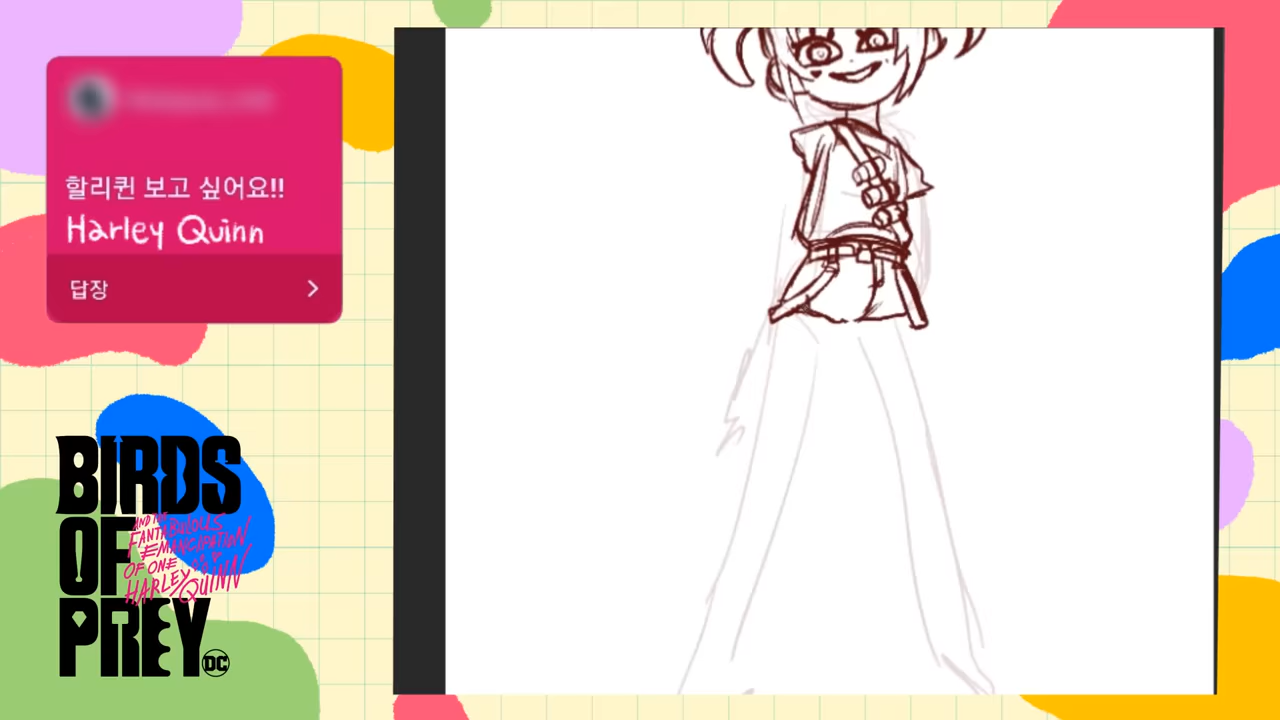 할리퀸 보고 싶어요!!
Harley Quinn
답장
BIRDS
OF
PREY
AND THE
FANTABULOUS
EMANCIPATION
OF ONE
HARLEY QUINN
DC